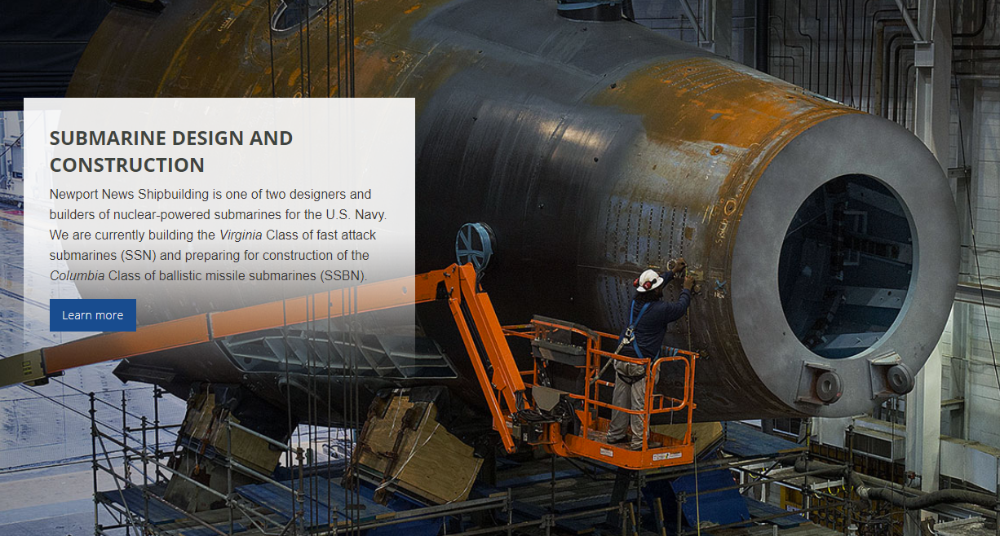 SUBMARINE DESIGN AND
CONSTRUCTION
Newport News Shipbuilding is one of two designers and
builders of nuclear-powered submarines for the U.S. Navy.
We are currently building the Virginia Class of fast attack
submarines (SSN) and preparing for construction of the
Columbia Class of ballistic missile submarines (SSBN).
Learn more